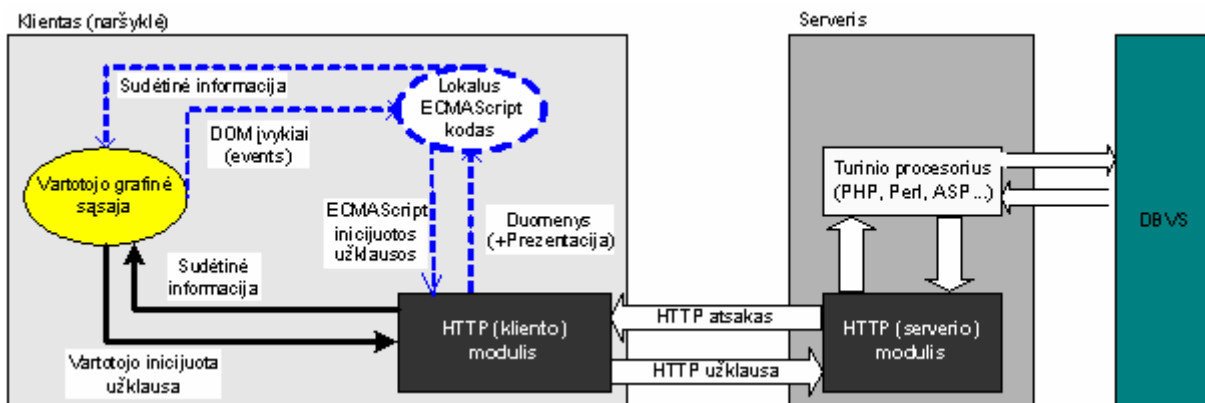 Klientas (naršyklė)
Serveris
Sudėtinė informacija
Lokalus
ECMAScript
kodas
DOM įvykiai
(events)
Vartotojo grafinė
sąsaja
Turinio procesorius
(PHP, Perl, ASP...)
DBVS
ECMAScript
inicijuotos
užklausos
Duomenys
(+Prezentacija)
Sudėtinė
informacija
HTTP (kliento)
modulis
HTTP atsakas
HTTP (serverio)
modulis
HTTP užklausa
Vartotojo inicijuota
užklausa